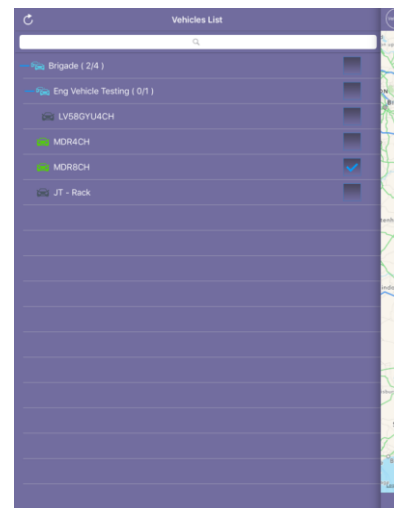 Vehicles List
Brigade ( 2/4 )
Eng Vehicle Testing ( 0/1 )
LV58GYU4CH
MDR4CH
MDR8CH
JT - Rack